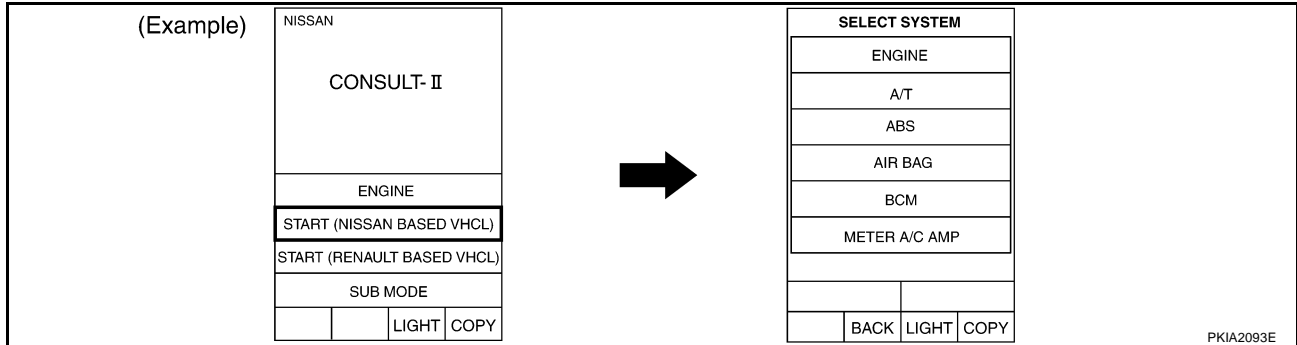 (Example)
NISSAN
CONSULT-Ⅱ
ENGINE
START (NISSAN BASED VHCL)
START (RENAULT BASED VHCL)
SUB MODE
LIGHT COPY
SELECT SYSTEM
ENGINE
A/T
ABS
AIR BAG
BCM
METER A/C AMP
BACK LIGHT COPY
PKIA2093E